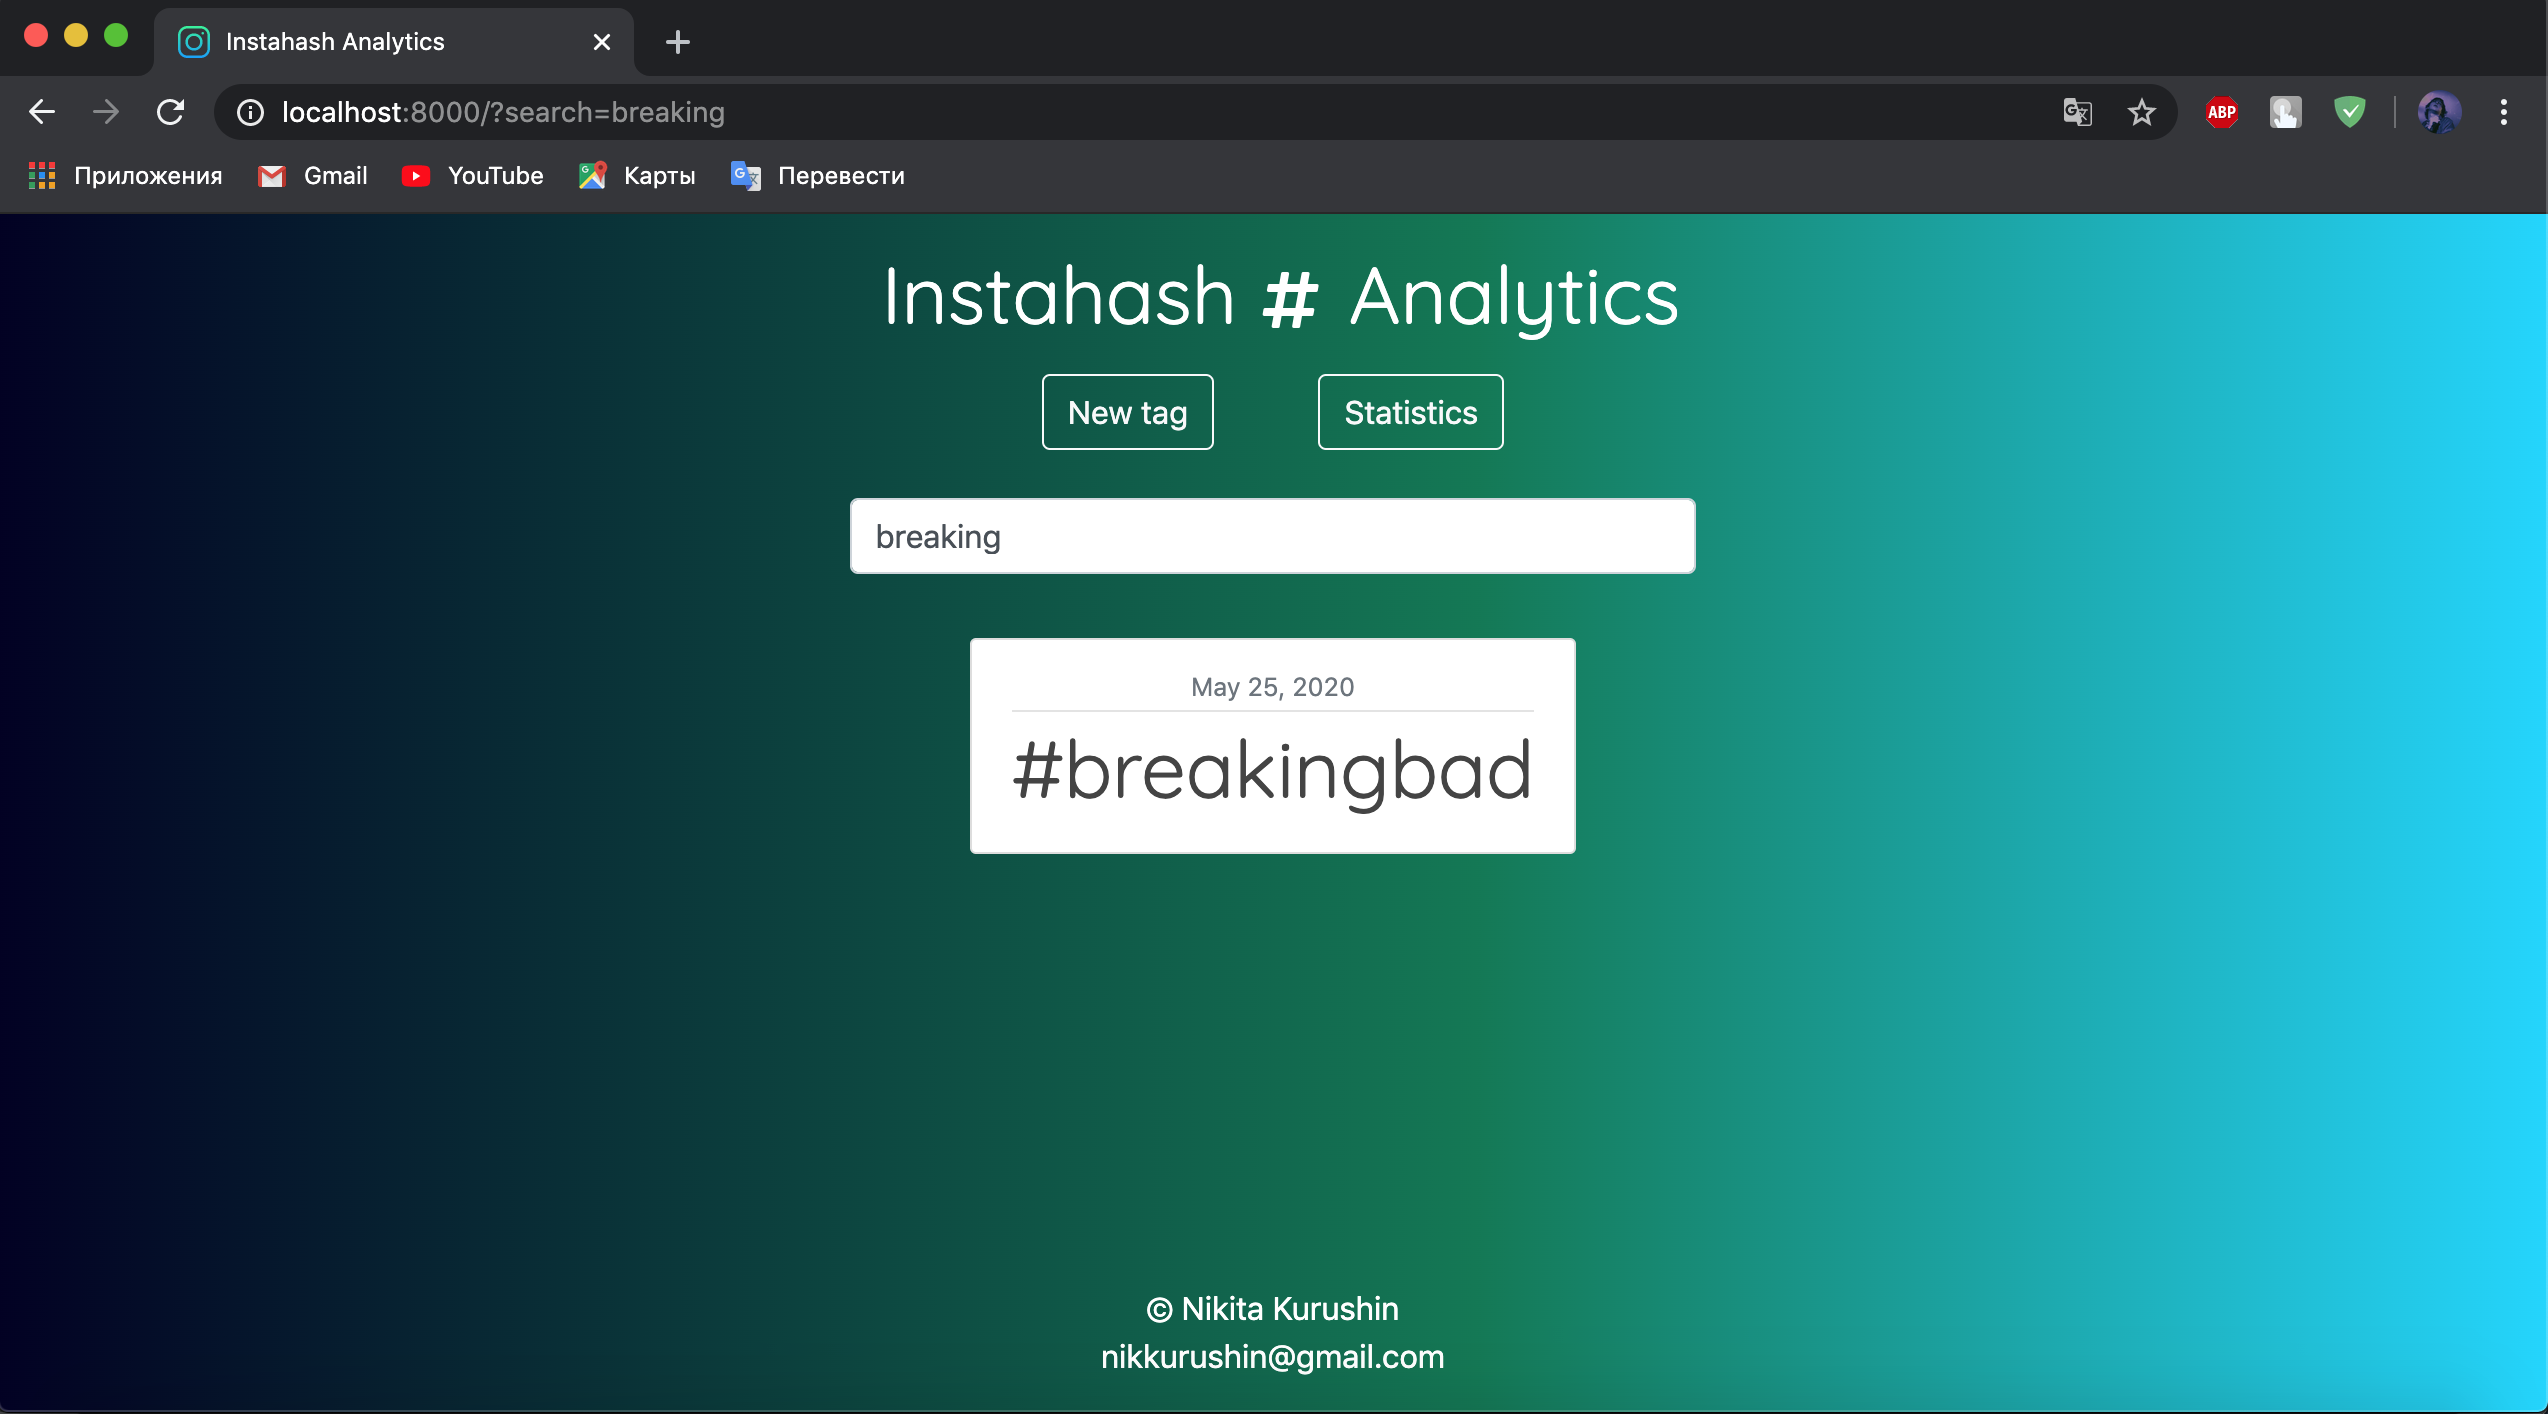 Instahash Analytics
localhost:8000/?search=breaking
ABP
Приложения Gmail YouTube Карты Перевести
Instahash # Analytics
New tag Statistics
breaking
May 25, 2020
#breakingbad
© Nikita Kurushin
nikkurushin@gmail.com